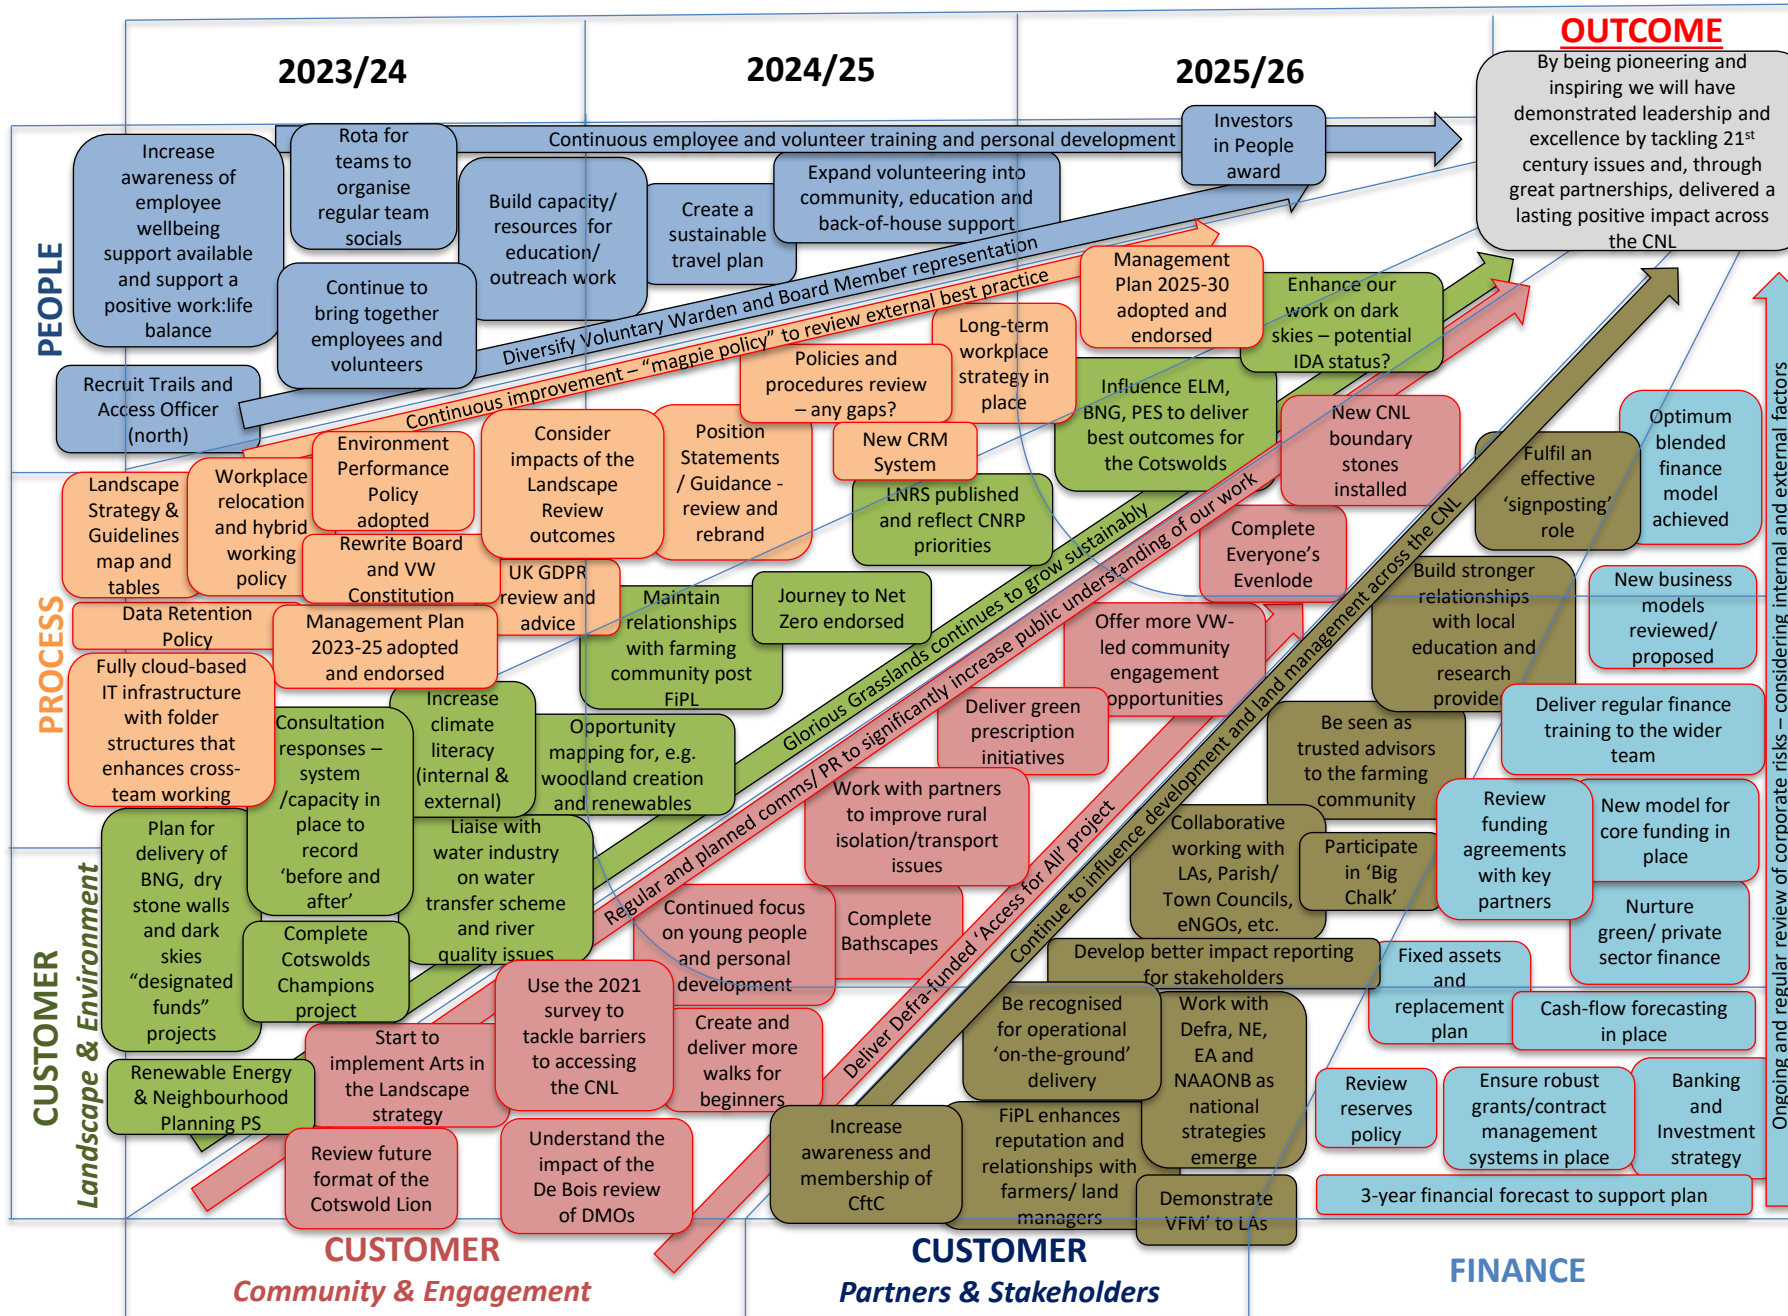 2023/24
2024/25
2025/26
OUTCOME
By being pioneering and
inspiring we will have
demonstrated leadership and
excellence by tackling 21st
century issues and, through
great partnerships, delivered a
lasting positive impact across
the CNL
PEOPLE
Continuous employee and volunteer training and personal development
Investors
in People
award
Increase
awareness of
employee
wellbeing
support available
and support a
positive work:life
balance
Rota for
teams to
organise
regular team
socials
Build capacity/
resources for
education/
outreach work
Create a
sustainable
travel plan
Expand volunteering into
community, education and
back-of-house support
Continue to
bring together
employees and
volunteers
Recruit Trails and
Access Officer
(north)
Diversify Voluntary Warden and Board Member representation
Continuous improvement – “magpie policy” to review external best practice
PROCESS
Management
Plan 2025-30
adopted and
endorsed
Long-term
workplace
strategy in
place
Policies and
procedures review
– any gaps?
New CRM
System
Position
Statements
/ Guidance -
review and
rebrand
Consider
impacts of the
Landscape
Review
outcomes
Environment
Performance
Policy
adopted
Workplace
relocation
and hybrid
working
policy
Landscape
Strategy &
Guidelines
map and
tables
Rewrite Board
and VW
Constitution
UK GDPR
review and
advice
Data Retention
Policy
Management Plan
2023-25 adopted
and endorsed
Fully cloud-based
IT infrastructure
with folder
structures that
enhances cross-
team working
Enhance our
work on dark
skies – potential
IDA status?
Influence ELM,
BNG, PES to deliver
best outcomes for
the Cotswolds
LNRS published
and reflect CNRP
priorities
Journey to Net
Zero endorsed
Maintain
relationships
with farming
community post
FiPL
Increase
climate
literacy
(internal &
external)
Opportunity
mapping for, e.g.
woodland creation
and renewables
Consultation
responses –
system
/capacity in
place to
record
‘before and
after’
Liaise with
water industry
on water
transfer scheme
and river
quality issues
Plan for
delivery of
BNG, dry
stone walls
and dark
skies
“designated
funds”
projects
Complete
Cotswolds
Champions
project
Renewable Energy
& Neighbourhood
Planning PS
Glorious Grasslands continues to grow sustainably
CUSTOMER
Landscape & Environment
Regular and planned comms/ PR to significantly increase public understanding of our work
New CNL
boundary
stones
installed
Complete
Everyone’s
Evenlode
Offer more VW-
led community
engagement
opportunities
Deliver green
prescription
initiatives
Work with partners
to improve rural
isolation/transport
issues
Continued focus
on young people
and personal
development
Complete
Bathscapes
Use the 2021
survey to
tackle barriers
to accessing
the CNL
Create and
deliver more
walks for
beginners
Start to
implement Arts in
the Landscape
strategy
Review future
format of the
Cotswold Lion
Understand the
impact of the
De Bois review
of DMOs
Deliver Defra-funded ‘Access for All’ project
CUSTOMER
Community & Engagement
Continue to influence development and land management across the CNL
Fulfil an
effective
‘signposting’
role
Build stronger
relationships
with local
education and
research
providers
Be seen as
trusted advisors
to the farming
community
Collaborative
working with
LAs, Parish/
Town Councils,
eNGOs, etc.
Participate
in ‘Big
Chalk’
Develop better impact reporting
for stakeholders
Be recognised
for operational
‘on-the-ground’
delivery
Work with
Defra, NE,
EA and
NAAONB as
national
strategies
emerge
Increase
awareness and
membership of
CftC
FiPL enhances
reputation and
relationships with
farmers/ land
managers
Demonstrate
VFM’ to LAs
CUSTOMER
Partners & Stakeholders
Optimum
blended
finance
model
achieved
New business
models
reviewed/
proposed
Deliver regular finance
training to the wider
team
Review
funding
agreements
with key
partners
New model for
core funding in
place
Nurture
green/ private
sector finance
Fixed assets
and
replacement
plan
Cash-flow forecasting
in place
Review
reserves
policy
Ensure robust
grants/contract
management
systems in place
Banking
and
Investment
strategy
3-year financial forecast to support plan
Ongoing and regular review of corporate risks – considering internal and external factors
FINANCE